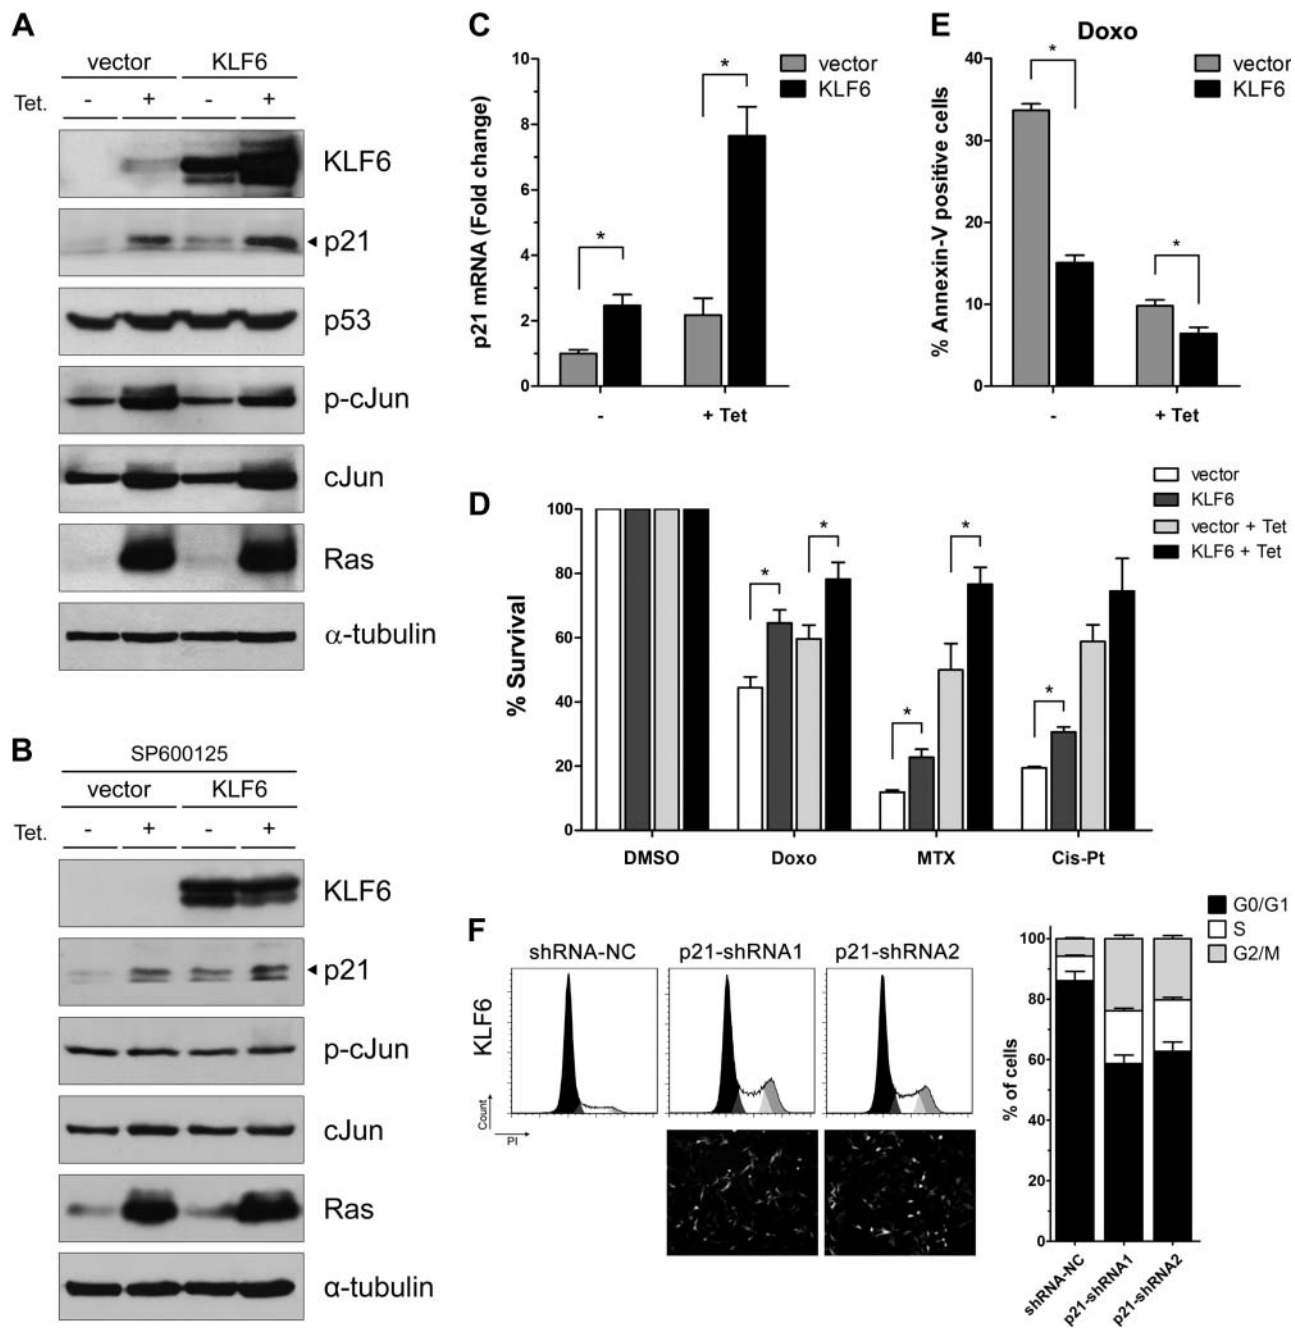 A
vector KLF6
Tet. - + - +
KLF6
p21
p53
p-cJun
cJun
Ras
α-tubulin
B
SP600125
vector KLF6
Tet. - + - +
KLF6
p21
p-cJun
cJun
Ras
α-tubulin
C
p21 mRNA (Fold change)
10
8
6
4
2
0
vector
KLF6
*
*
- + Tet
E
Doxo
% Annexin-V positive cells
40
30
20
10
0
vector
KLF6
*
*
- + Tet
D
% Survival
100
80
60
40
20
0
vector
KLF6
vector + Tet
KLF6 + Tet
* * * * *
DMSO Doxo MTX Cis-Pt
F
shRNA-NC p21-shRNA1 p21-shRNA2
KLF6
Count
PI
% of cells
100
80
60
40
20
0
G0/G1
S
G2/M
shRNA-NC
p21-shRNA1
p21-shRNA2